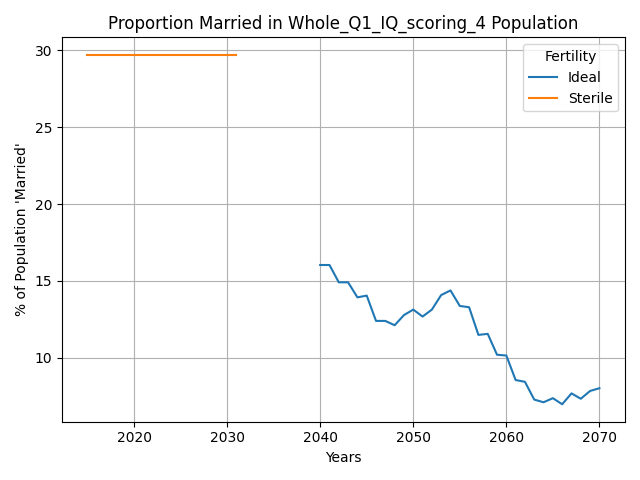 Proportion Married in Whole_Q1_IQ_scoring_4 Population
% of Population 'Married'
30
25
20
15
10
Fertility
Ideal
Sterile
2020 2030 2040 2050 2060 2070
Years